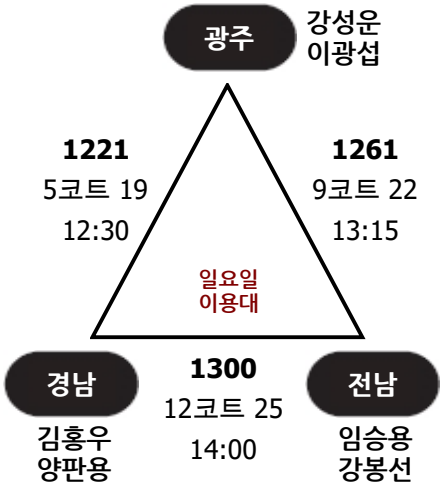 광주
강성운
이광섭
1221
5코트 19
12:30
1261
9코트 22
13:15
일요일
이용대
경남
김홍우
양판용
1300
12코트 25
14:00
전남
임승용
강봉선